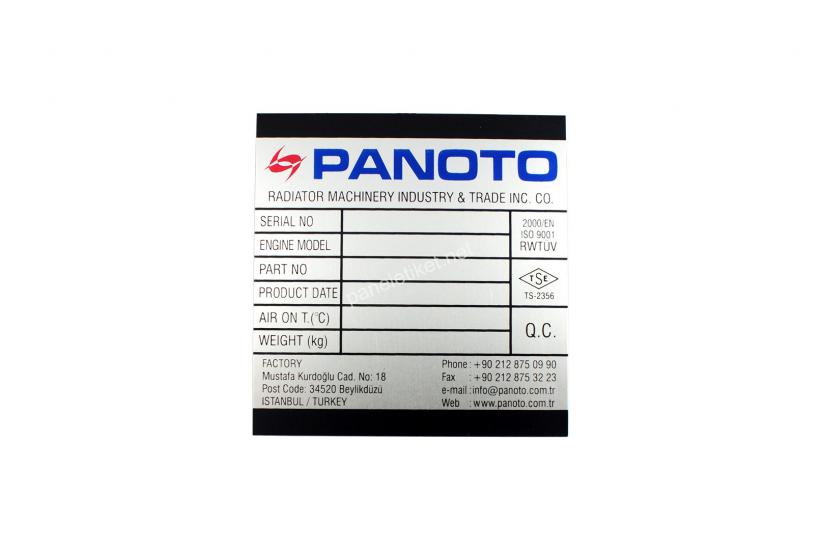 PANOTO
RADIATOR MACHINERY INDUSTRY & TRADE INC. CO.
SERIAL NO
ENGINE MODEL
PART NO
PRODUCT DATE
AIR ON T.(°C)
WEIGHT (kg)
2000/EN
ISO 9001
RWTUV
TSE
TS-2356
Q.C.
FACTORY
Mustafa Kurdoğlu Cad. No: 18
Post Code: 34520 Beylikdüzü
ISTANBUL / TURKEY
Phone : +90 212 875 09 90
Fax : +90 212 875 32 23
e-mail : info@panoto.com.tr
Web : www.panoto.com.tr
paneletiket.net